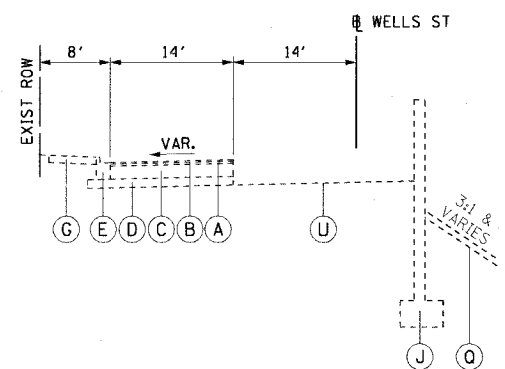 ℄ WELLS ST
8' 14' 14'
EXIST ROW
VAR.
3:1 &
VARIES
G E D C B A U
J Q